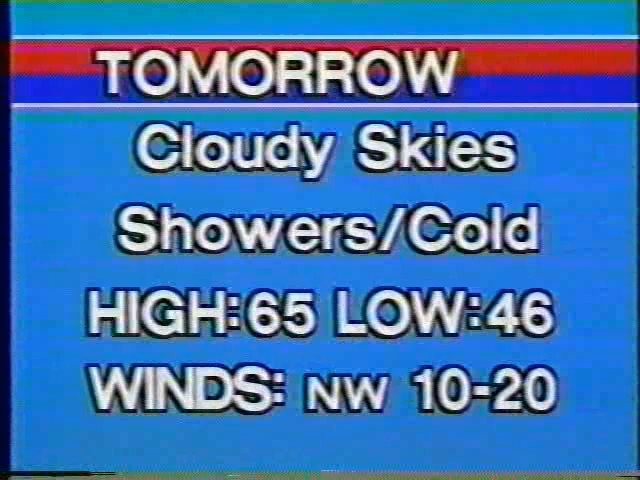 TOMORROW
Cloudy Skies
Showers/Cold
HIGH:65 LOW:46
WINDS: NW 10-20